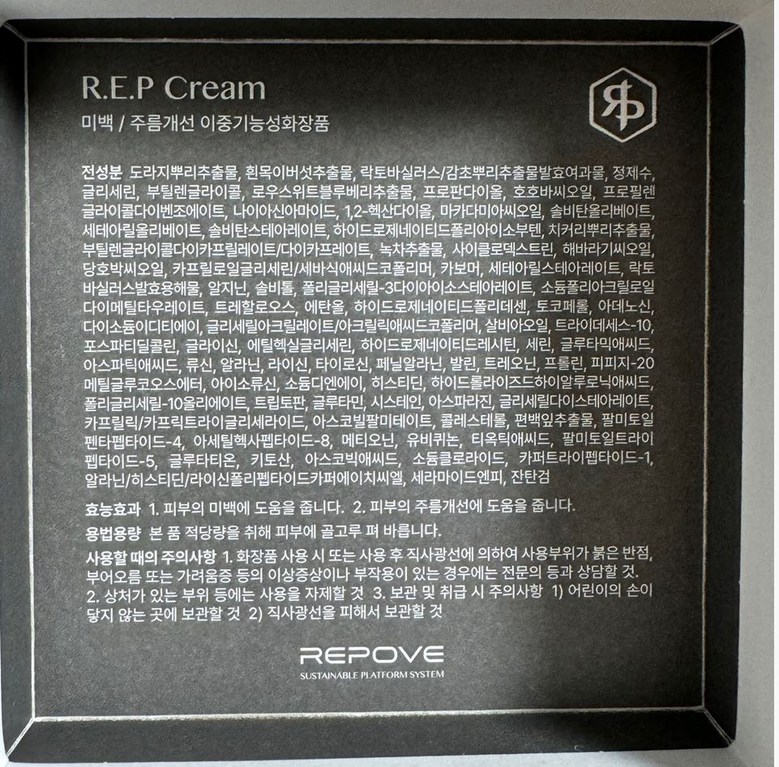 R.E.P Cream
미백 / 주름개선 이중기능성화장품
전성분 도라지뿌리추출물, 흰목이버섯추출물, 락토바실러스/감초뿌리추출물발효여과물, 정제수,
글리세린, 부틸렌글라이콜, 로우스위트블루베리추출물, 프로판다이올, 호호바씨오일, 프로필렌
글라이콜다이벤조에이트, 나이아신아마이드, 1,2-헥산다이올, 마카다미아씨오일, 솔비탄올리베이트,
세테아릴올리베이트, 솔비탄스테아레이트, 하이드로제네이티드폴리아이소부텐, 치커리뿌리추출물,
부틸렌글라이콜다이카프릴레이트/다이카프레이트, 녹차추출물, 사이클로덱스트린, 해바라기씨오일,
당호박씨오일, 카프릴로일글리세린/세바식애씨드코폴리머, 카보머, 세테아릴스테아레이트, 락토
바실러스발효용해물, 알지닌, 솔비톨, 폴리글리세릴-3다이아이소스테아레이트, 소듐폴리아크릴로일
다이메틸타우레이트, 트레할로오스, 에탄올, 하이드로제네이티드폴리데센, 토코페롤, 아데노신,
다이소듐이디티에이, 글리세릴아크릴레이트/아크릴릭애씨드코폴리머, 살비아오일, 트라이데세스-10,
포스파티딜콜린, 글라이신, 에틸헥실글리세린, 하이드로제네이티드레시틴, 세린, 글루타믹애씨드,
아스파틱애씨드, 류신, 알라닌, 라이신, 타이로신, 페닐알라닌, 발린, 트레오닌, 프롤린, 피피지-20
메틸글루코오스에터, 아이소류신, 소듐디엔에이, 히스티딘, 하이드롤라이즈드하이알루로닉애씨드,
폴리글리세릴-10올리에이트, 트립토판, 글루타민, 시스테인, 아스파라진, 글리세릴다이스테아레이트,
카프릴릭/카프릭트라이글리세라이드, 아스코빌팔미테이트, 콜레스테롤, 편백잎추출물, 팔미토일
펜타펩타이드-4, 아세틸헥사펩타이드-8, 메티오닌, 유비퀴논, 티옥틱애씨드, 팔미토일트라이
펩타이드-5, 글루타티온, 키토산, 아스코빅애씨드, 소듐클로라이드, 카퍼트라이펩타이드-1,
알라닌/히스티딘/라이신폴리펩타이드카퍼에이치씨엘, 세라마이드엔피, 잔탄검
효능효과 1. 피부의 미백에 도움을 줍니다. 2. 피부의 주름개선에 도움을 줍니다.
용법용량 본 품 적당량을 취해 피부에 골고루 펴 바릅니다.
사용할 때의 주의사항 1. 화장품 사용 시 또는 사용 후 직사광선에 의하여 사용부위가 붉은 반점,
부어오름 또는 가려움증 등의 이상증상이나 부작용이 있는 경우에는 전문의 등과 상담할 것.
2. 상처가 있는 부위 등에는 사용을 자제할 것 3. 보관 및 취급 시 주의사항 1) 어린이의 손이
닿지 않는 곳에 보관할 것 2) 직사광선을 피해서 보관할 것
REPOVE
SUSTAINABLE PLATFORM SYSTEM